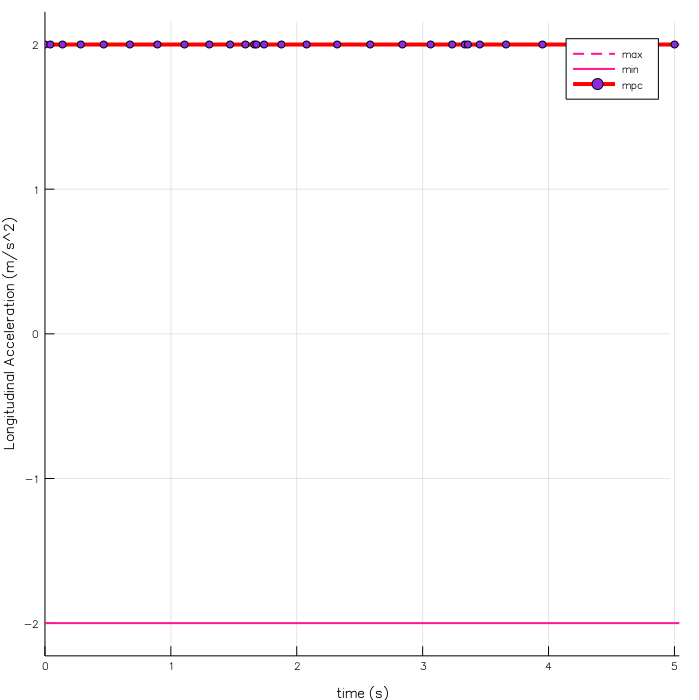 max
min
mpc
2
1
0
−1
−2
Longitudinal Acceleration (m/s^2)
0 1 2 3 4 5
time (s)